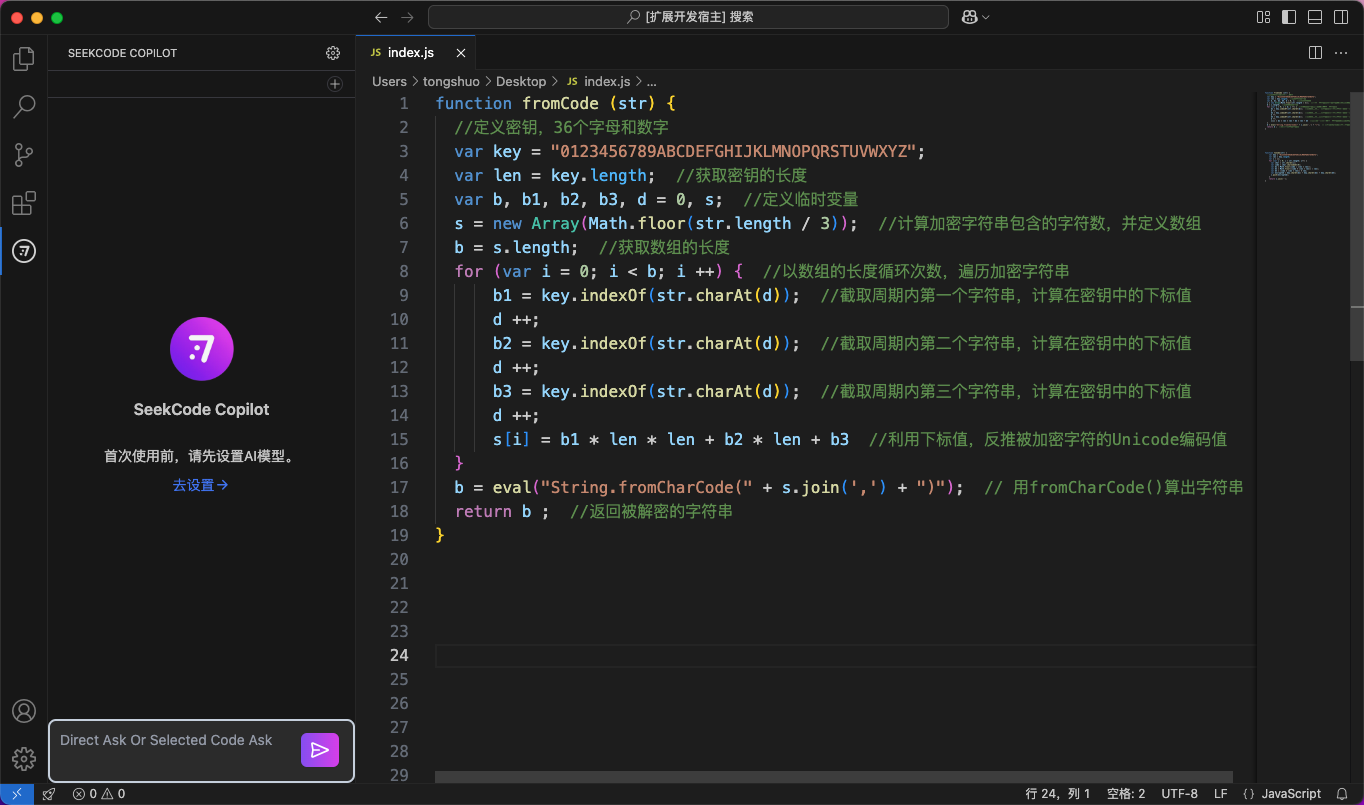 [扩展开发宿主] 搜索
SEEKCODE COPILOT
JS index.js
Users > tongshuo > Desktop > JS index.js > ...
1 function fromCode (str) {
2 //定义密钥，36个字母和数字
3 var key = "0123456789ABCDEFGHIJKLMNOPQRSTUVWXYZ";
4 var len = key.length;  //获取密钥的长度
5 var b, b1, b2, b3, d = 0, s;  //定义临时变量
6 s = new Array(Math.floor(str.length / 3));  //计算加密字符串包含的字符数，并定义数组
7 b = s.length;  //获取数组的长度
8 for (var i = 0; i < b; i ++) {  //以数组的长度循环次数，遍历加密字符串
9 b1 = key.indexOf(str.charAt(d));  //截取周期内第一个字符串，计算在密钥中的下标值
10 d ++;
11 b2 = key.indexOf(str.charAt(d));  //截取周期内第二个字符串，计算在密钥中的下标值
12 d ++;
13 b3 = key.indexOf(str.charAt(d));  //截取周期内第三个字符串，计算在密钥中的下标值
14 d ++;
15 s[i] = b1 * len * len + b2 * len + b3  //利用下标值，反推被加密字符的Unicode编码值
16 }
17 b = eval("String.fromCharCode(" + s.join(',') + ")");  // 用fromCharCode()算出字符串
18 return b ;  //返回被解密的字符串
19 }
20
21
22
23
24
25
26
27
28
29
SeekCode Copilot
首次使用前，请先设置AI模型。
去设置→
Direct Ask Or Selected Code Ask
0 0
行 24，列 1 空格: 2 UTF-8 LF {} JavaScript